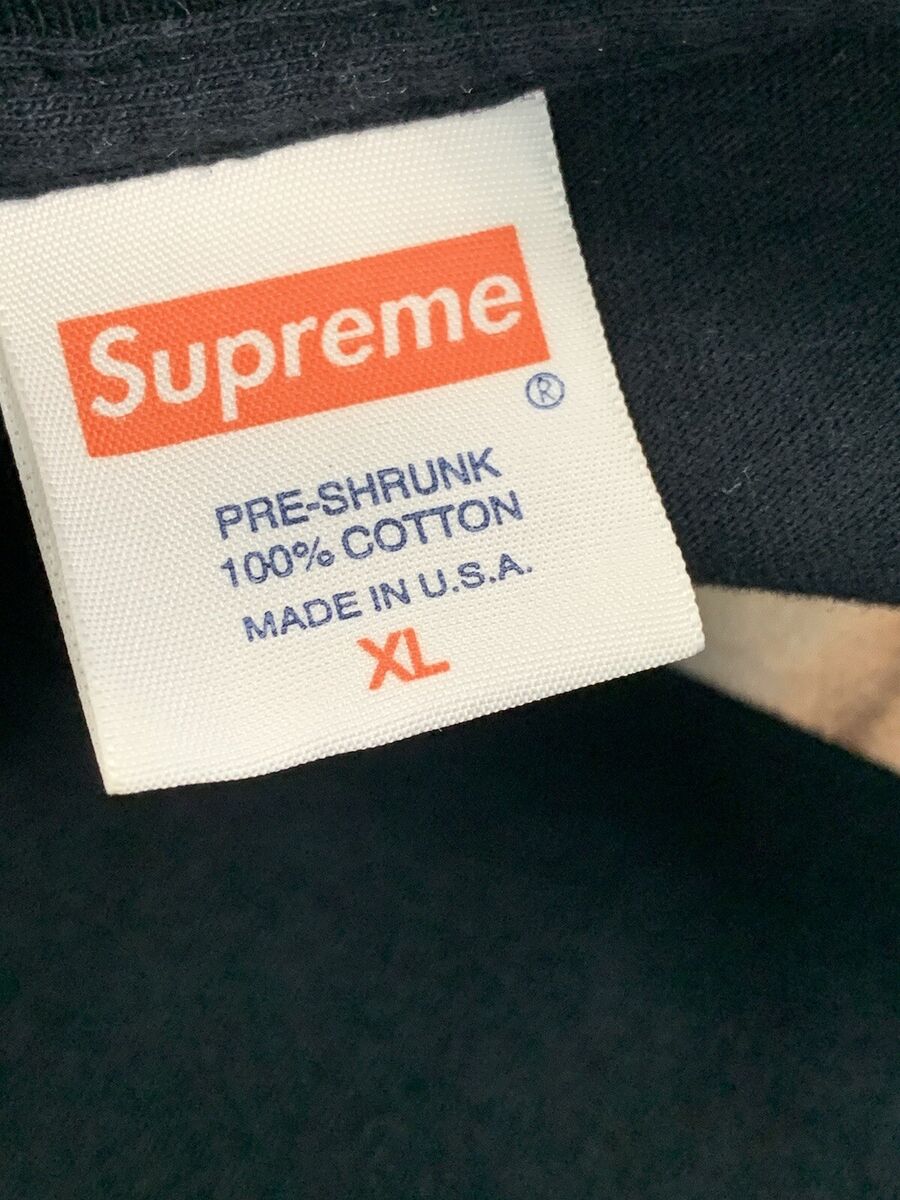 Supreme
®
PRE-SHRUNK
100% COTTON
MADE IN U.S.A.
XL